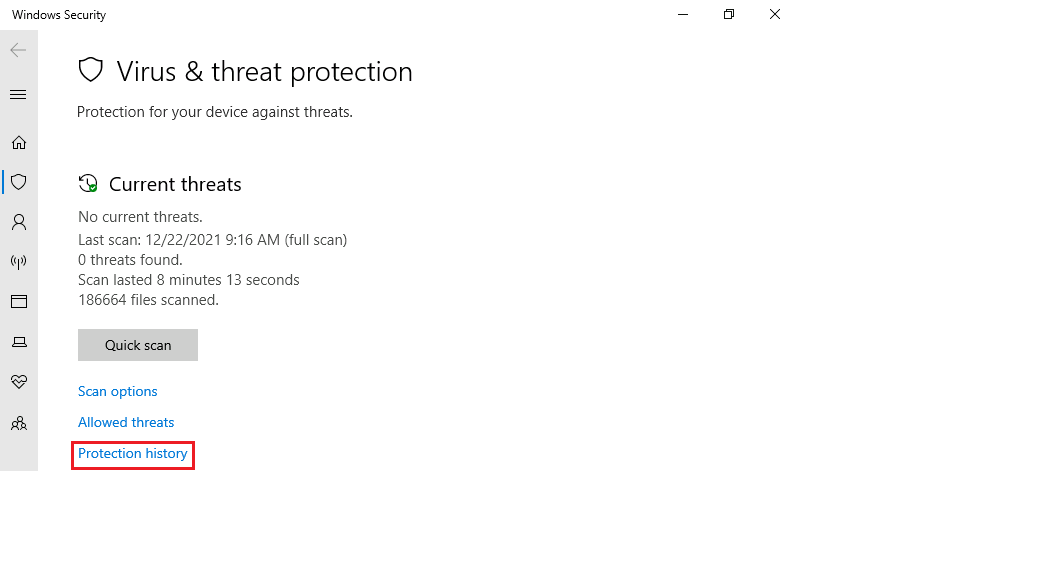 Windows Security
Virus & threat protection
Protection for your device against threats.
Current threats
No current threats.
Last scan: 12/22/2021 9:16 AM (full scan)
0 threats found.
Scan lasted 8 minutes 13 seconds
186664 files scanned.
Quick scan
Scan options
Allowed threats
Protection history